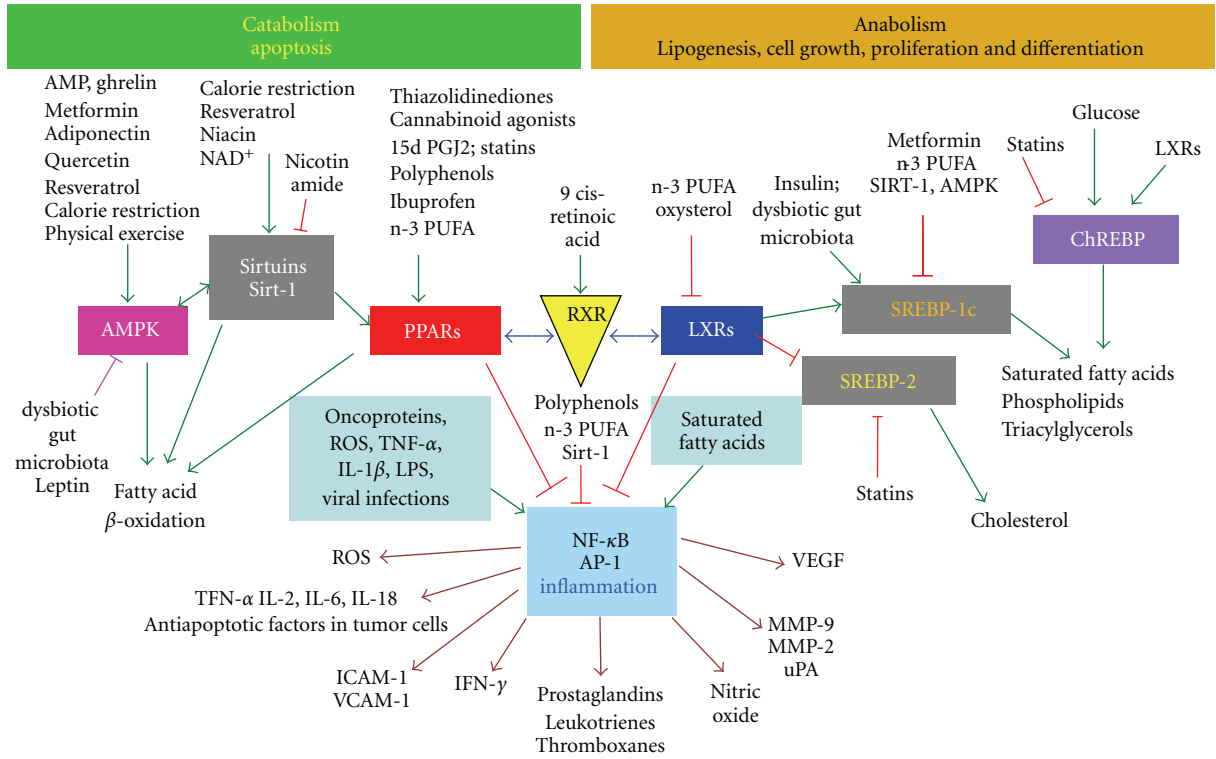 Catabolism
apoptosis
Anabolism
Lipogenesis, cell growth, proliferation and differentiation
AMP, ghrelin
Metformin
Adiponectin
Quercetin
Resveratrol
Calorie restriction
Physical exercise
Calorie restriction
Resveratrol
Niacin
NAD⁺
Nicotin
amide
Thiazolidinediones
Cannabinoid agonists
15d PGJ2; statins
Polyphenols
Ibuprofen
n-3 PUFA
9 cis-
retinoic
acid
n-3 PUFA
oxysterol
Insulin;
dysbiotic gut
microbiota
Metformin
n-3 PUFA
SIRT-1, AMPK
Statins
Glucose
LXRs
Sirtuins
Sirt-1
ChREBP
AMPK
PPARs
RXR
LXRs
SREBP-1c
SREBP-2
dysbiotic
gut
microbiota
Leptin
Fatty acid
β-oxidation
Oncoproteins,
ROS, TNF-α,
IL-1β, LPS,
viral infections
Polyphenols
n-3 PUFA
Sirt-1
Saturated
fatty acids
Saturated fatty acids
Phospholipids
Triacylglycerols
Statins
Cholesterol
NF-κB
AP-1
inflammation
ROS
TFN-α IL-2, IL-6, IL-18
Antiapoptotic factors in tumor cells
ICAM-1
VCAM-1
IFN-γ
Prostaglandins
Leukotrienes
Thromboxanes
Nitric
oxide
MMP-9
MMP-2
uPA
VEGF